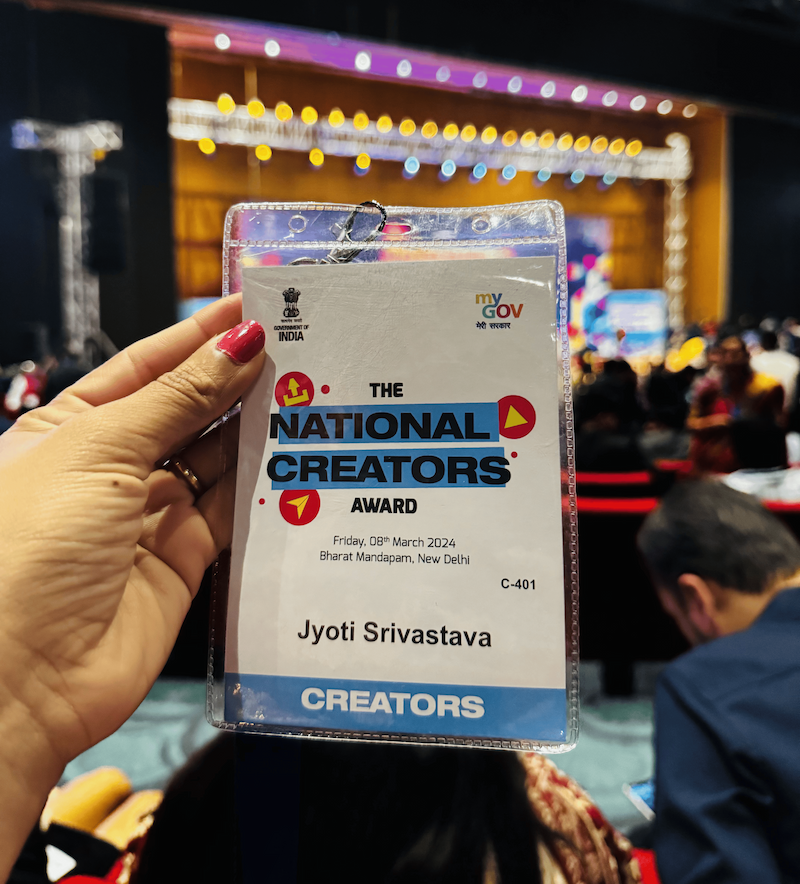 GOVERNMENT OF
INDIA
my
GOV
मेरी सरकार
THE
NATIONAL
CREATORS
AWARD
Friday, 08th March 2024
Bharat Mandapam, New Delhi
C-401
Jyoti Srivastava
CREATORS